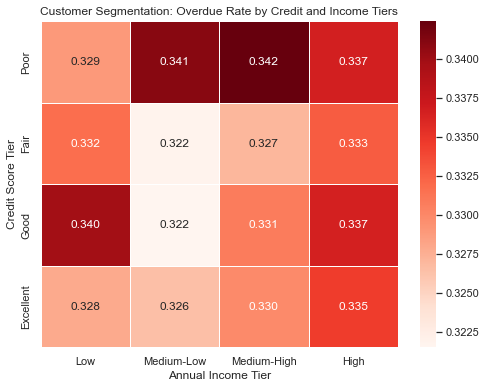 Customer Segmentation: Overdue Rate by Credit and Income Tiers
Credit Score Tier
Poor
0.329 0.341 0.342 0.337
Fair
0.332 0.322 0.327 0.333
Good
0.340 0.322 0.331 0.337
Excellent
0.328 0.326 0.330 0.335
Low Medium-Low Medium-High High
Annual Income Tier
0.3400
0.3375
0.3350
0.3325
0.3300
0.3275
0.3250
0.3225